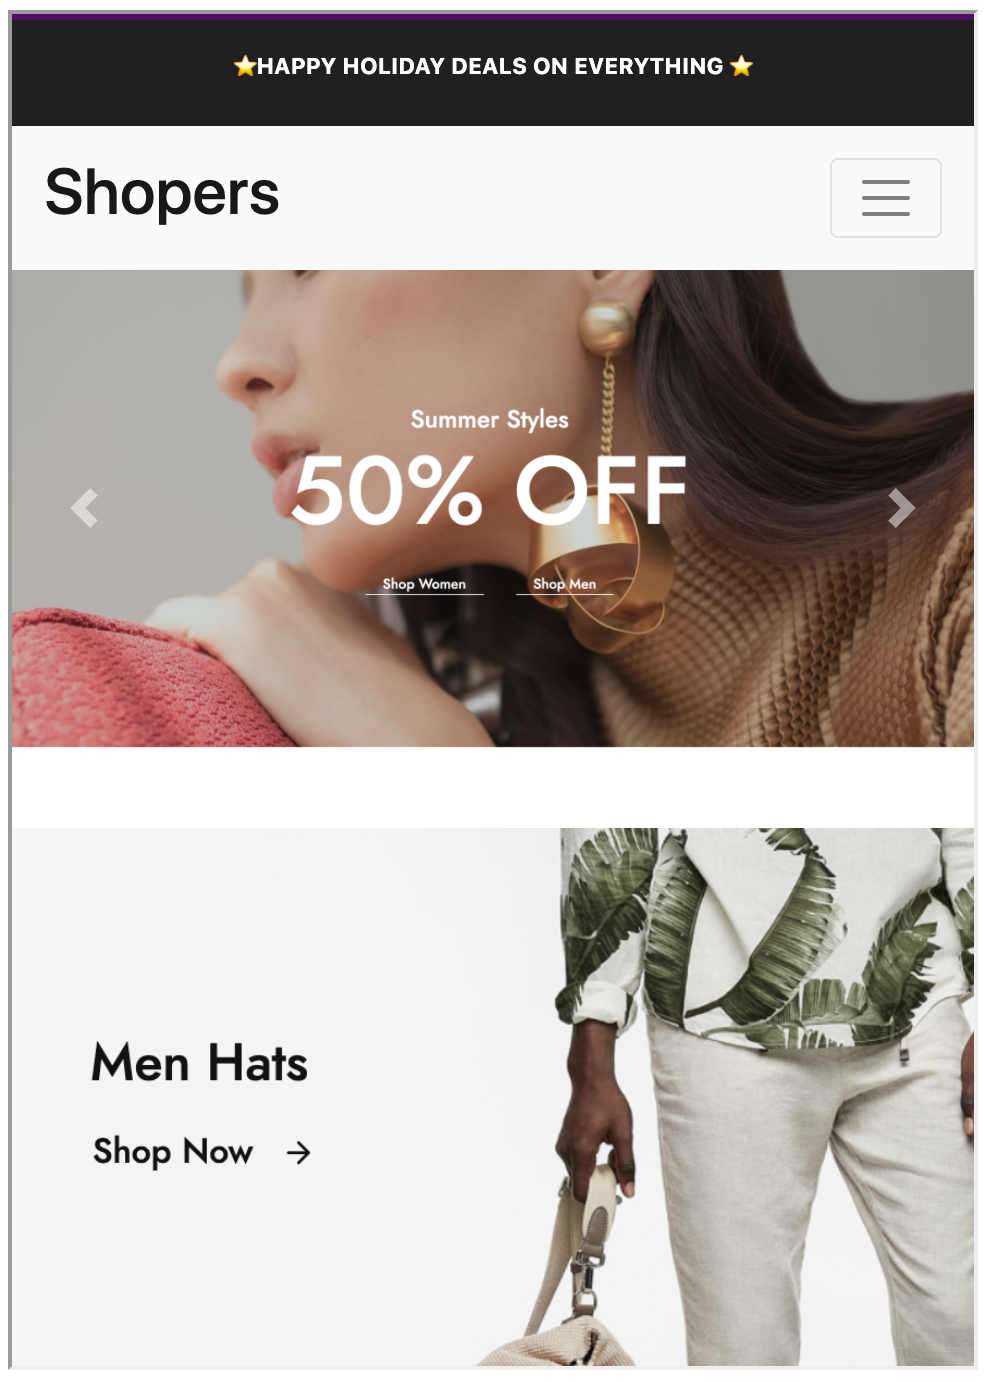 ⭐HAPPY HOLIDAY DEALS ON EVERYTHING ⭐
Shopers
Summer Styles
50% OFF
Shop Women Shop Men
Men Hats
Shop Now →